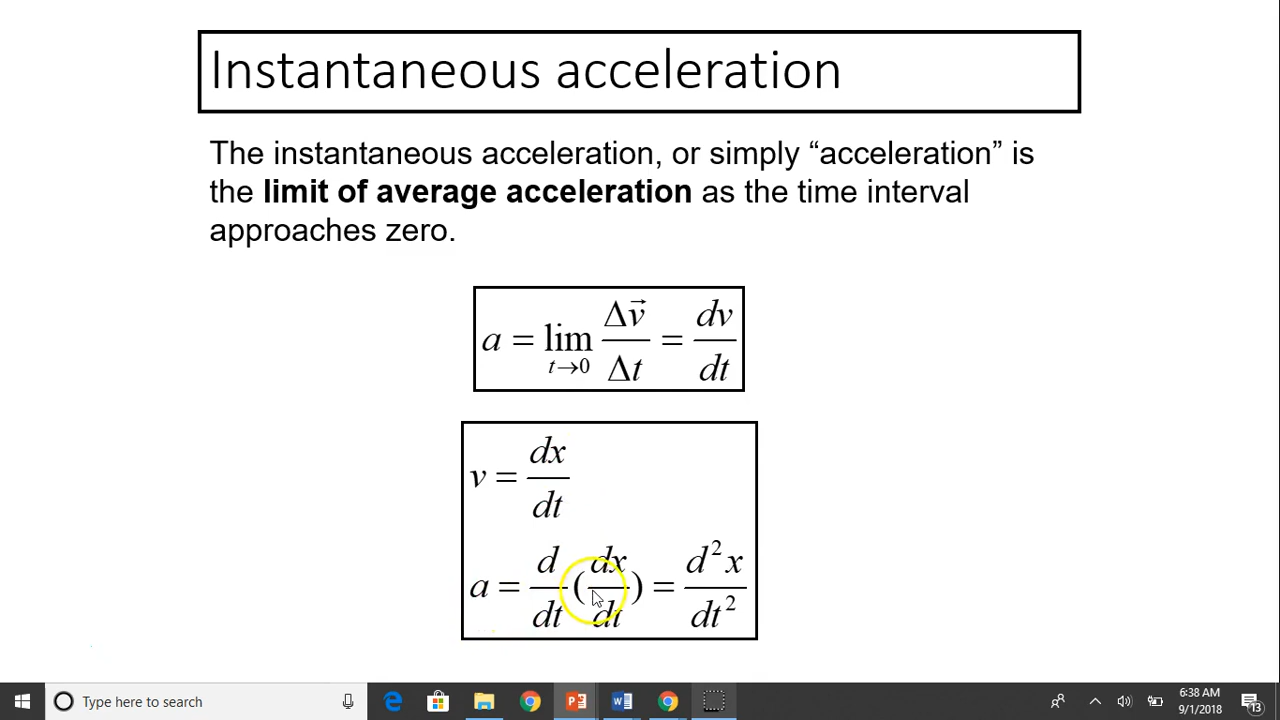 Instantaneous acceleration
The instantaneous acceleration, or simply “acceleration” is
the limit of average acceleration as the time interval
approaches zero.
a = lim t→0 Δv⃗/Δt = dv/dt
v = dx/dt
a = d/dt (dx/dt) = d²x/dt²
Type here to search
6:38 AM
9/1/2018
13